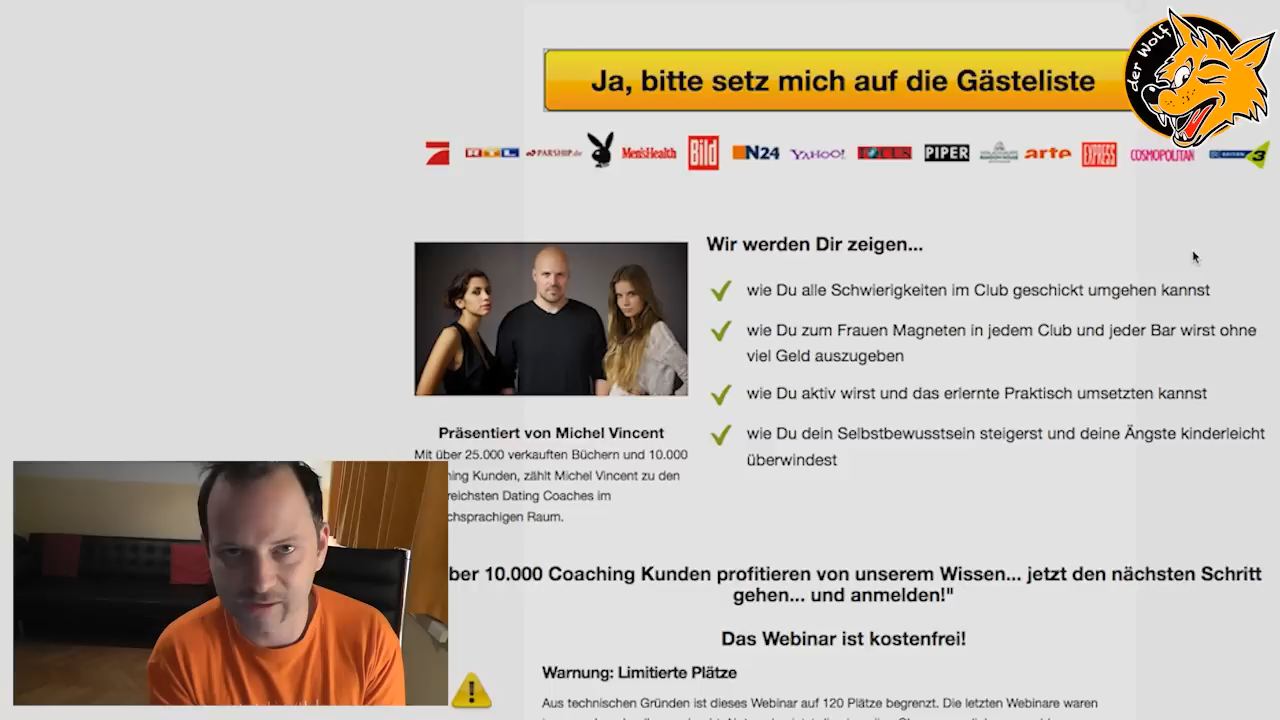 der Wolf
Ja, bitte setz mich auf die Gästeliste
RTL PARSHIP.de Men'sHealth Bild N24 YAHOO! FOCUS PIPER arte EXPRESS COSMOPOLITAN 3
Wir werden Dir zeigen...
wie Du alle Schwierigkeiten im Club geschickt umgehen kannst
wie Du zum Frauen Magneten in jedem Club und jeder Bar wirst ohne
viel Geld auszugeben
wie Du aktiv wirst und das erlernte Praktisch umsetzten kannst
wie Du dein Selbstbewusstsein steigerst und deine Ängste kinderleicht
überwindest
Präsentiert von Michel Vincent
Mit über 25.000 verkauften Büchern und 10.000
hing Kunden, zählt Michel Vincent zu den
reichsten Dating Coaches im
chsprachigen Raum.
ber 10.000 Coaching Kunden profitieren von unserem Wissen... jetzt den nächsten Schritt
gehen... und anmelden!"
Das Webinar ist kostenfrei!
Warnung: Limitierte Plätze
Aus technischen Gründen ist dieses Webinar auf 120 Plätze begrenzt. Die letzten Webinare waren